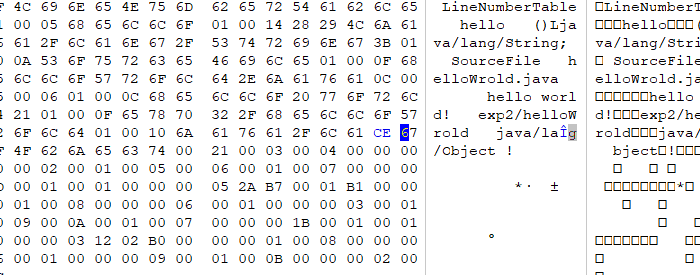 4C 69 6E 65 4E 75 6D 62 65 72 54 61 62 6C 65 LineNumberTable LineNumberTa
00 05 68 65 6C 6C 6F 01 00 14 28 29 4C 6A 61 hello ()Lja hello
61 2F 6C 61 6E 67 2F 53 74 72 69 6E 67 3B 01 va/lang/String; va/lang/Strin
0A 53 6F 75 72 63 65 46 69 6C 65 01 00 0F 68 SourceFile h SourceFile
6C 6C 6F 57 72 6F 6C 64 2E 6A 61 76 61 0C 00 elloWrold.java elloWrold.jav
00 06 01 00 0C 68 65 6C 6C 6F 20 77 6F 72 6C hello worl hello
21 01 00 0F 65 78 70 32 2F 68 65 6C 6C 6F 57 d! exp2/helloW d! exp2/h
6F 6C 64 01 00 10 6A 61 76 61 2F 6C 61 CE 67 rold java/laÎg rold java/
4F 62 6A 65 63 74 00 21 00 03 00 04 00 00 00 /Object ! bject !
00 02 00 01 00 05 00 06 00 01 00 07 00 00 00
00 01 00 01 00 00 00 05 2A B7 00 01 B1 00 00 *· ± *
01 00 08 00 00 00 06 00 01 00 00 00 03 00 01
09 00 0A 00 01 00 07 00 00 00 1B 00 01 00 01
00 00 03 12 02 B0 00 00 00 01 00 08 00 00 00 °
00 01 00 00 00 09 00 01 00 0B 00 00 00 02 00